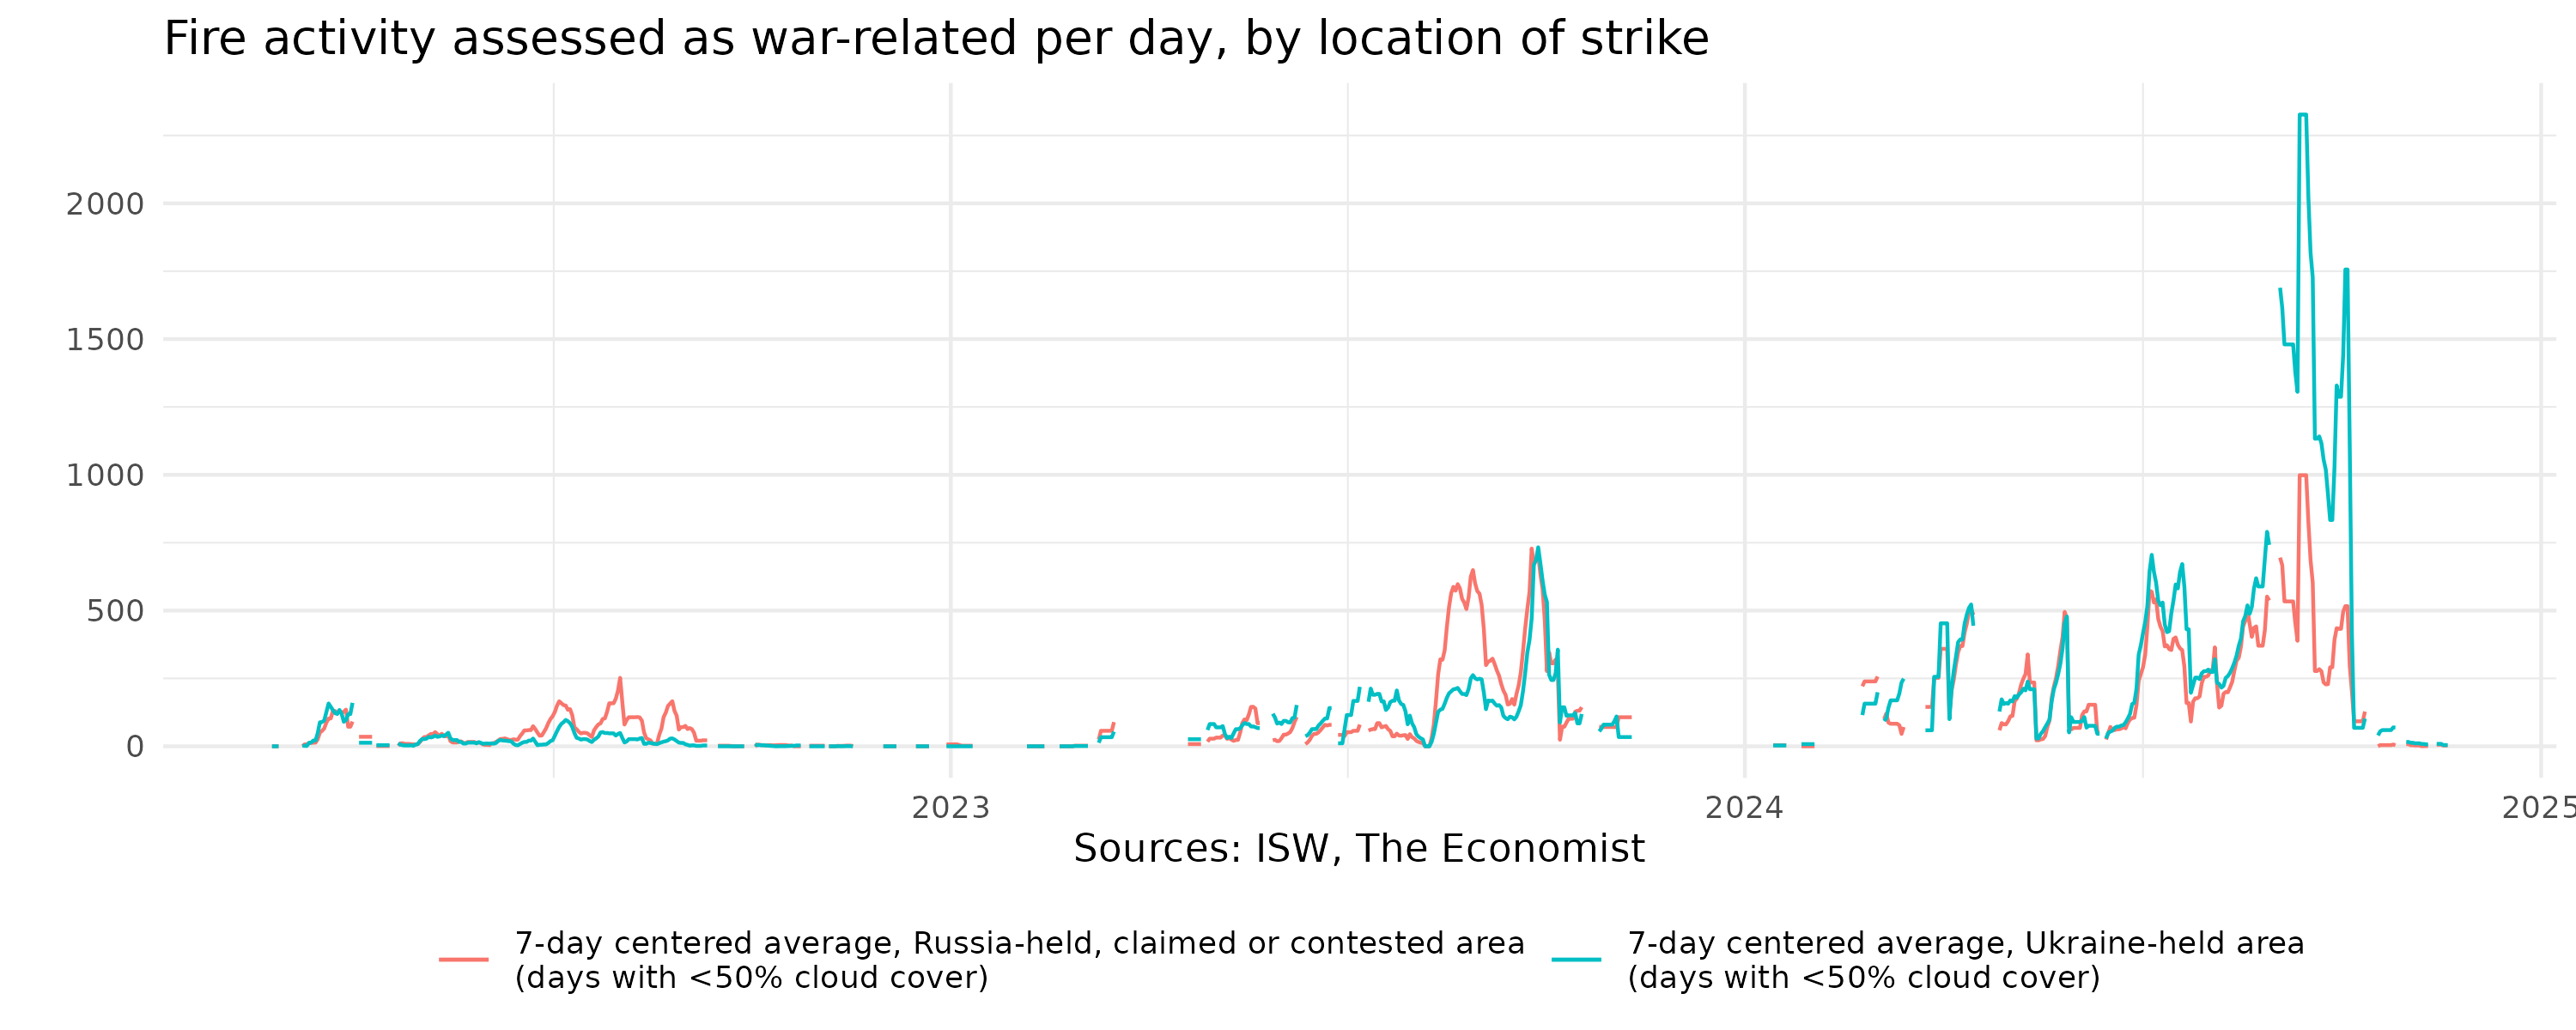 Fire activity assessed as war-related per day, by location of strike
2000
1500
1000
500
0
2023
2024
2025
Sources: ISW, The Economist
7-day centered average, Russia-held, claimed or contested area
(days with <50% cloud cover)
7-day centered average, Ukraine-held area
(days with <50% cloud cover)